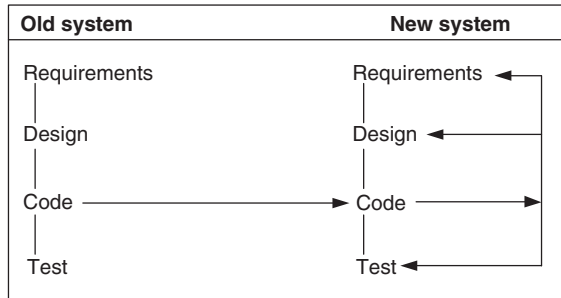 Old system New system
Requirements Requirements
Design Design
Code Code
Test Test